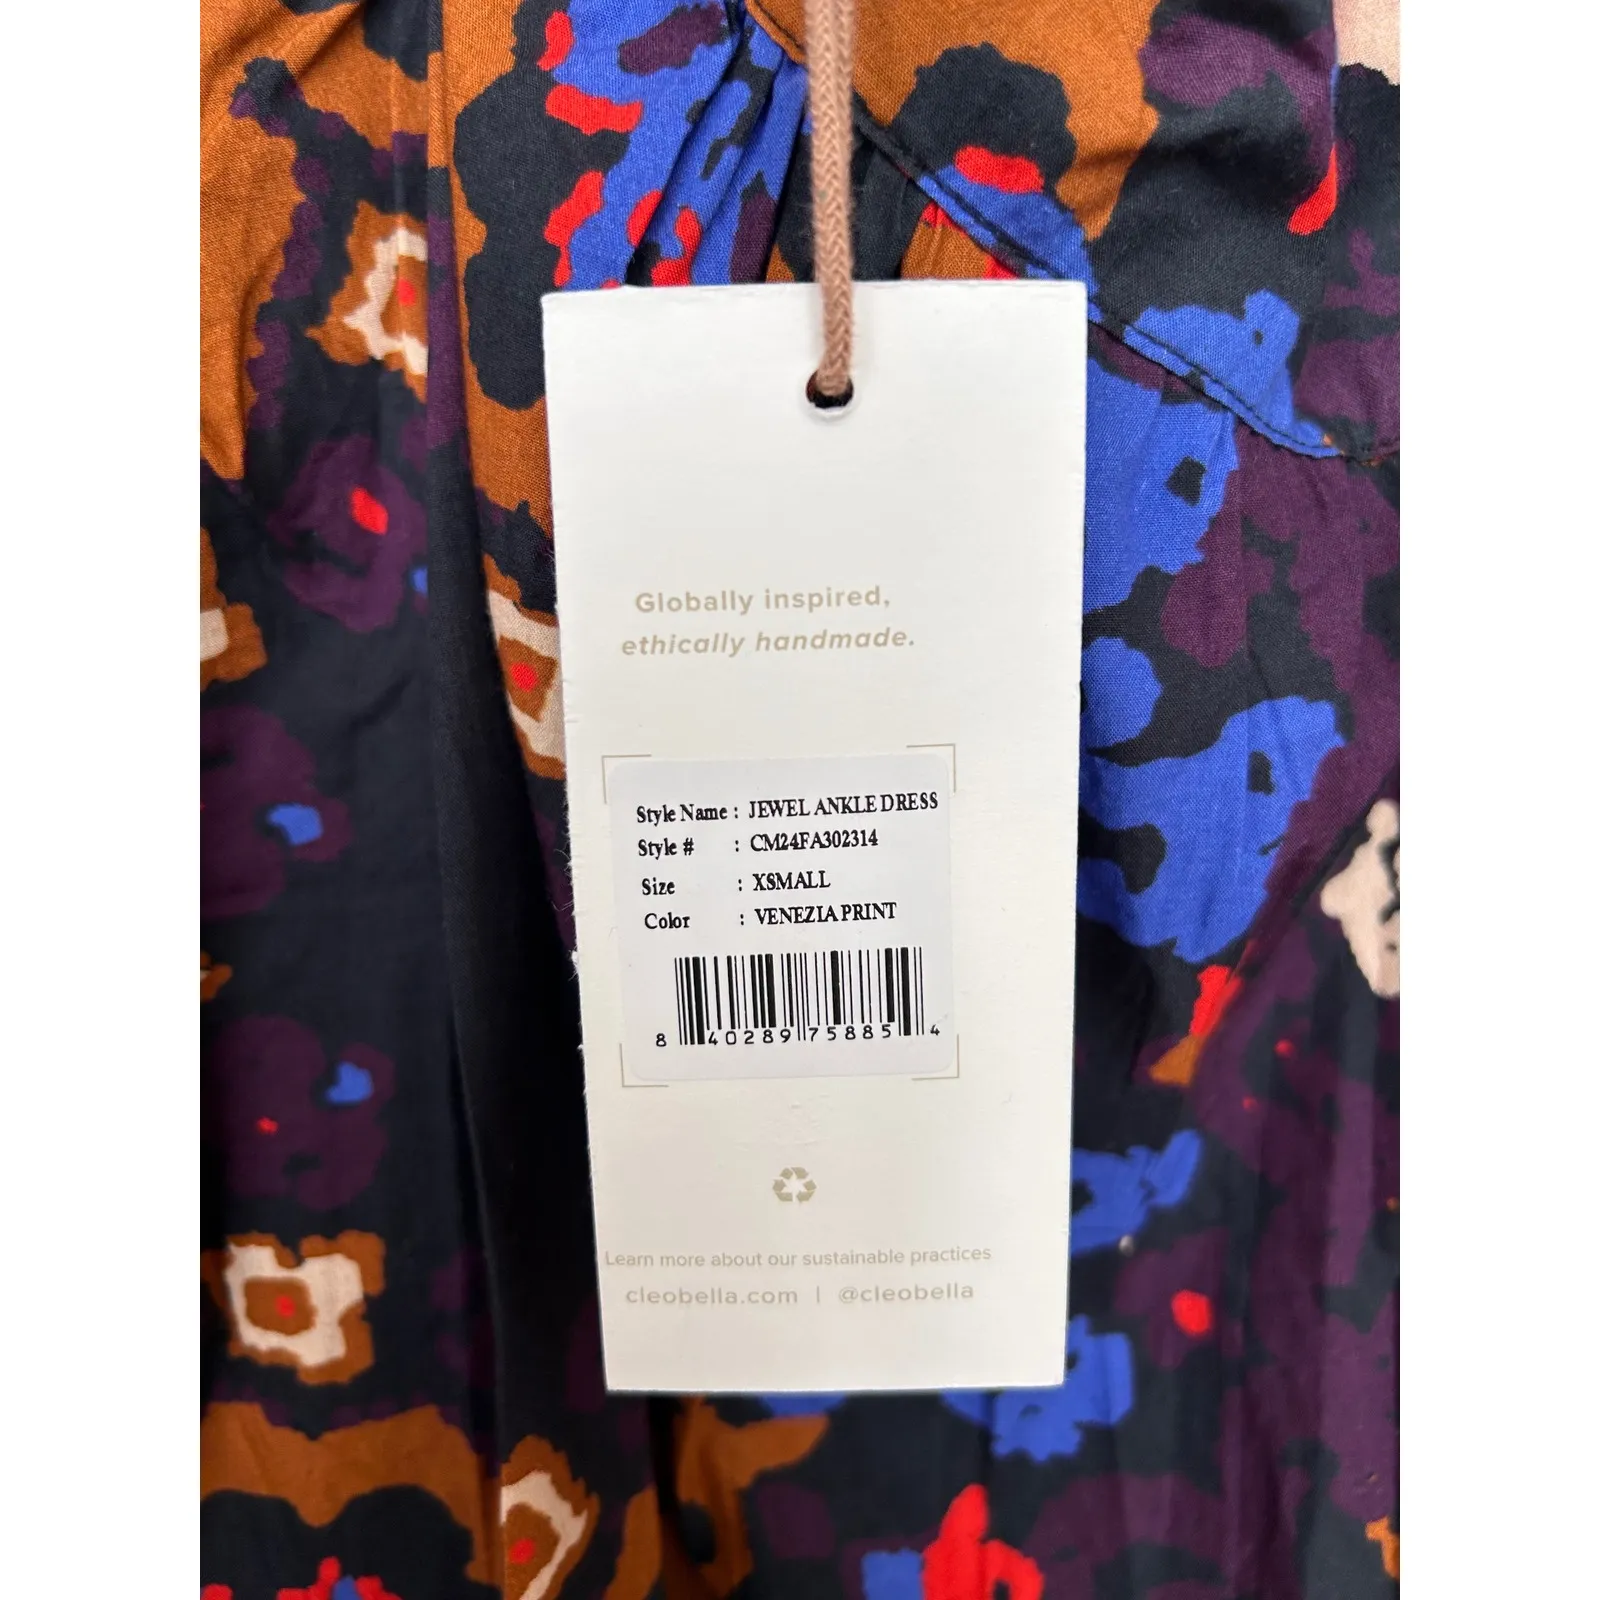 Globally inspired,
ethically handmade.
Style Name : JEWEL ANKLE DRESS
Style # : CM24FA302314
Size : XSMALL
Color : VENEZIA PRINT
8 40289 75885 4
Learn more about our sustainable practices
cleobella.com | @cleobella